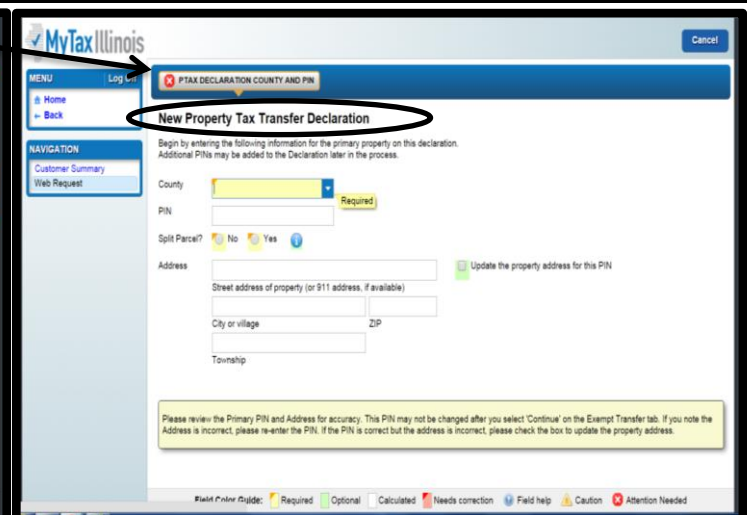 MyTax Illinois
Cancel
MENU Log Off
Home
Back
NAVIGATION
Customer Summary
Web Request
PTAX DECLARATION COUNTY AND PIN
New Property Tax Transfer Declaration
Begin by entering the following information for the primary property on this declaration.
Additional PINs may be added to the Declaration later in the process.
County
Required
PIN
Split Parcel? No Yes
Address
Update the property address for this PIN
Street address of property (or 911 address, if available)
City or village ZIP
Township
Please review the Primary PIN and Address for accuracy. This PIN may not be changed after you select 'Continue' on the Exempt Transfer tab. If you note the
Address is incorrect, please re-enter the PIN. If the PIN is correct but the address is incorrect, please check the box to update the property address.
Field Color Guide: Required Optional Calculated Needs correction Field help Caution Attention Needed